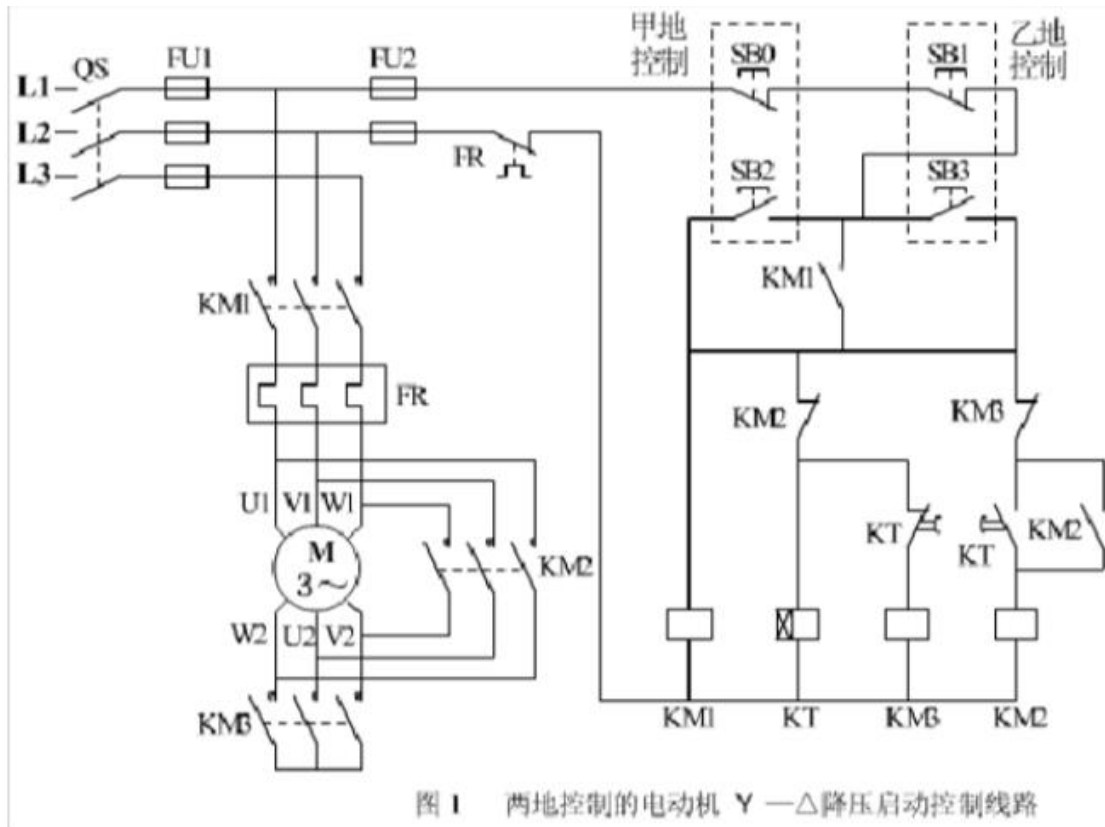 甲地控制
乙地控制
QS
FU1
FU2
SB0
SB1
L1
L2
L3
FR
SB2
SB3
KM1
KM1
FR
KM2
KM3
U1 V1 W1
M
3～
KM2
KT
KT
KM2
W2 U2 V2
KM3
KM1
KT
KM3
KM2
图1 两地控制的电动机 Y—△降压启动控制线路